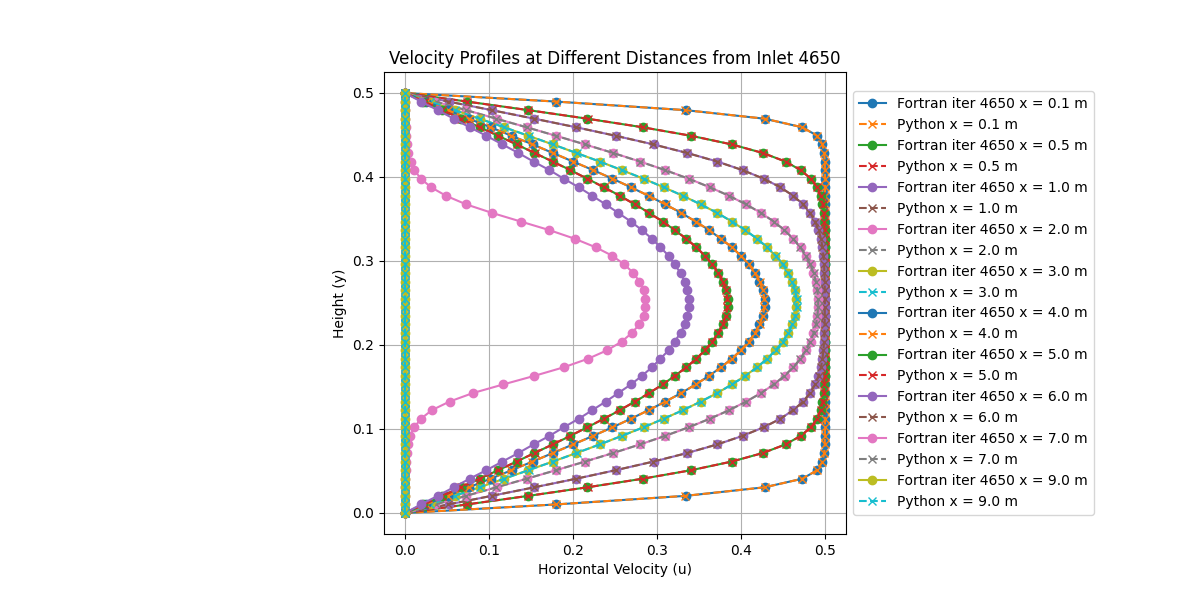 Velocity Profiles at Different Distances from Inlet 4650
Height (y)
0.5
0.4
0.3
0.2
0.1
0.0
0.0 0.1 0.2 0.3 0.4 0.5
Horizontal Velocity (u)
Fortran iter 4650 x = 0.1 m
Python x = 0.1 m
Fortran iter 4650 x = 0.5 m
Python x = 0.5 m
Fortran iter 4650 x = 1.0 m
Python x = 1.0 m
Fortran iter 4650 x = 2.0 m
Python x = 2.0 m
Fortran iter 4650 x = 3.0 m
Python x = 3.0 m
Fortran iter 4650 x = 4.0 m
Python x = 4.0 m
Fortran iter 4650 x = 5.0 m
Python x = 5.0 m
Fortran iter 4650 x = 6.0 m
Python x = 6.0 m
Fortran iter 4650 x = 7.0 m
Python x = 7.0 m
Fortran iter 4650 x = 9.0 m
Python x = 9.0 m